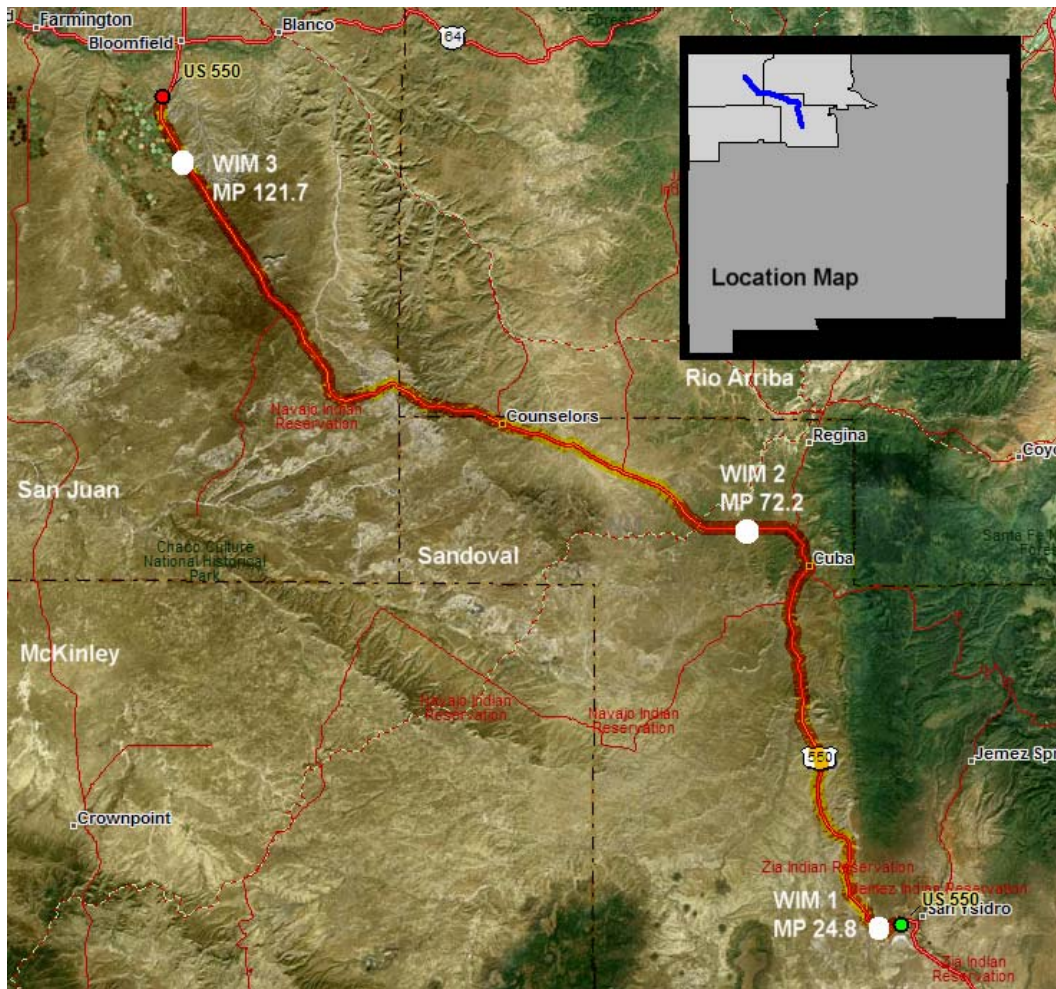 Farmington
Blanco
Bloomfield
64
US 550
WIM 3
MP 121.7
Location Map
Rio Arriba
Navajo Indian
Reservation
Counselors
Regina
Coyo
WIM 2
MP 72.2
San Juan
Chaco Culture
National Historical
Park
Sandoval
Santa Fe N
Fores
Cuba
McKinley
Navajo Indian
Reservation
Navajo Indian
Reservation
550
Jemez Spr
Crownpoint
Zia Indian Reservation
Jemez Indian Reservation
WIM 1
MP 24.8
US 550
San Ysidro
Zia Indian
Reservation